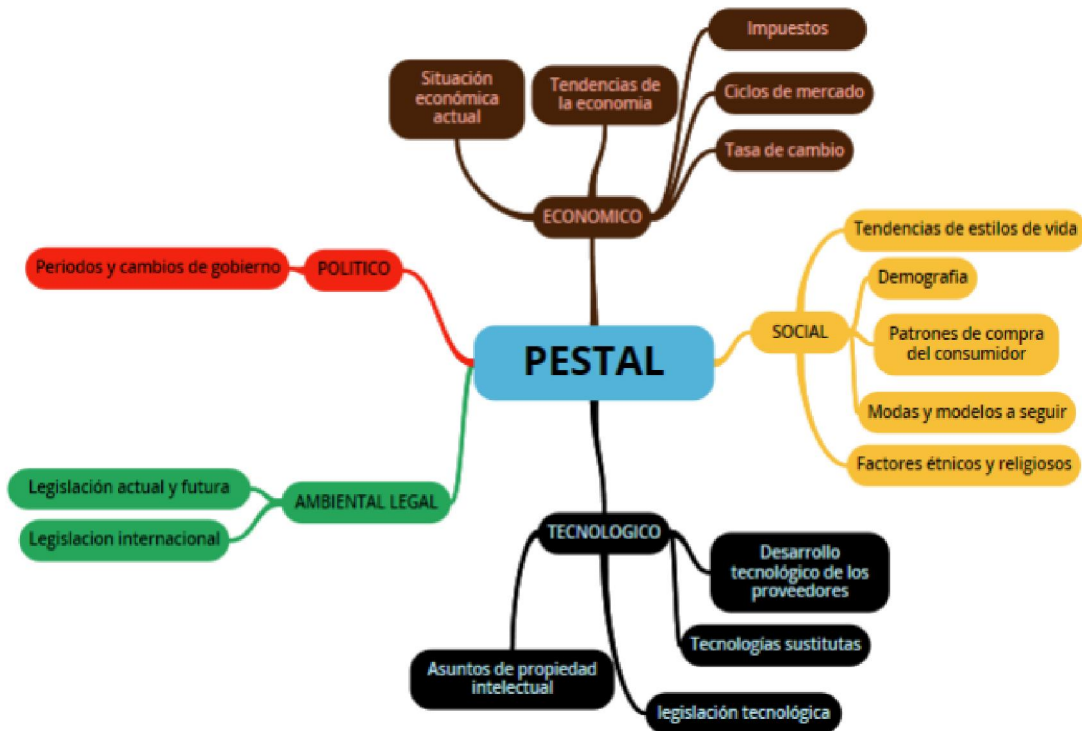 Impuestos
Situación
económica
actual
Tendencias de
la economia
Ciclos de mercado
Tasa de cambio
ECONOMICO
Tendencias de estilos de vida
Periodos y cambios de gobierno
POLITICO
Demografia
SOCIAL
Patrones de compra
del consumidor
PESTAL
Modas y modelos a seguir
Factores étnicos y religiosos
Legislación actual y futura
AMBIENTAL LEGAL
Legislacion internacional
TECNOLOGICO
Desarrollo
tecnológico de los
proveedores
Tecnologías sustitutas
Asuntos de propiedad
intelectual
legislación tecnológica